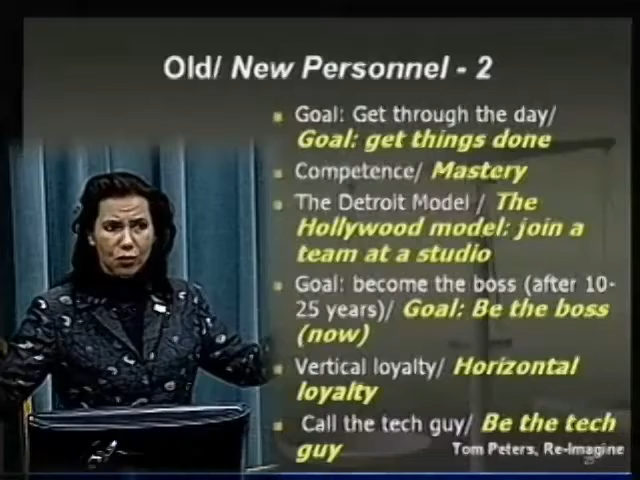 Old/ New Personnel - 2
Goal: Get through the day/
Goal: get things done
Competence/ Mastery
The Detroit Model / The
Hollywood model: join a
team at a studio
Goal: become the boss (after 10-
25 years)/ Goal: Be the boss
(now)
Vertical loyalty/ Horizontal
loyalty
Call the tech guy/ Be the tech
guy
Tom Peters, Re-Imagine